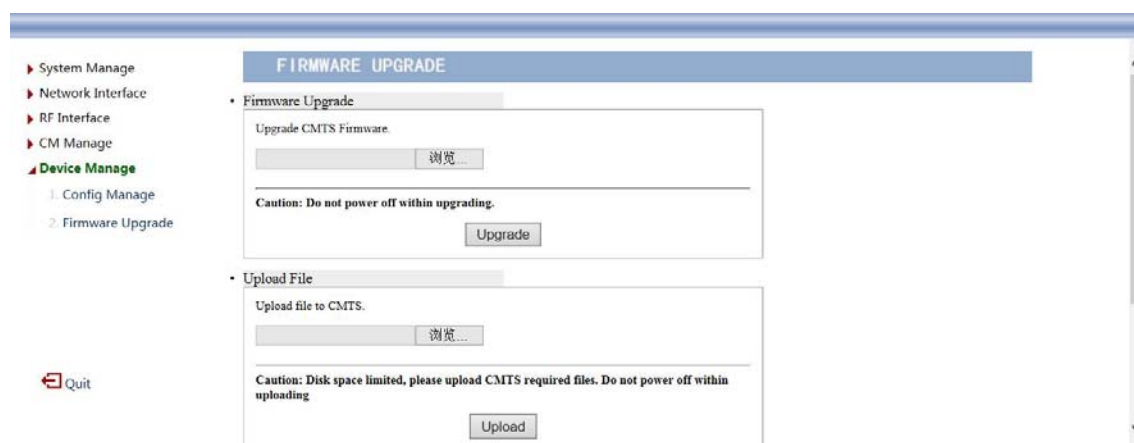 System Manage
Network Interface
RF Interface
CM Manage
Device Manage
1. Config Manage
2. Firmware Upgrade
Quit
FIRMWARE UPGRADE
• Firmware Upgrade
Upgrade CMTS Firmware.
浏览...
Caution: Do not power off within upgrading.
Upgrade
• Upload File
Upload file to CMTS.
浏览...
Caution: Disk space limited, please upload CMTS required files. Do not power off within
uploading
Upload